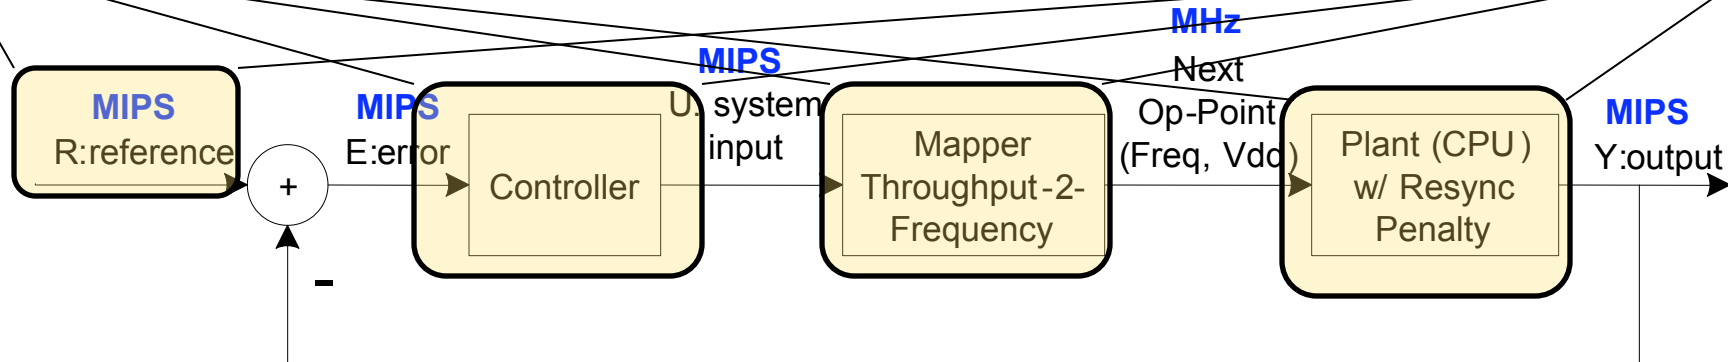 MIPS
R:reference
+
-
MIPS
E:error
Controller
MIPS
U: system
input
Mapper
Throughput-2-
Frequency
MHz
Next
Op-Point
(Freq, Vdd)
Plant (CPU)
w/ Resync
Penalty
MIPS
Y:output